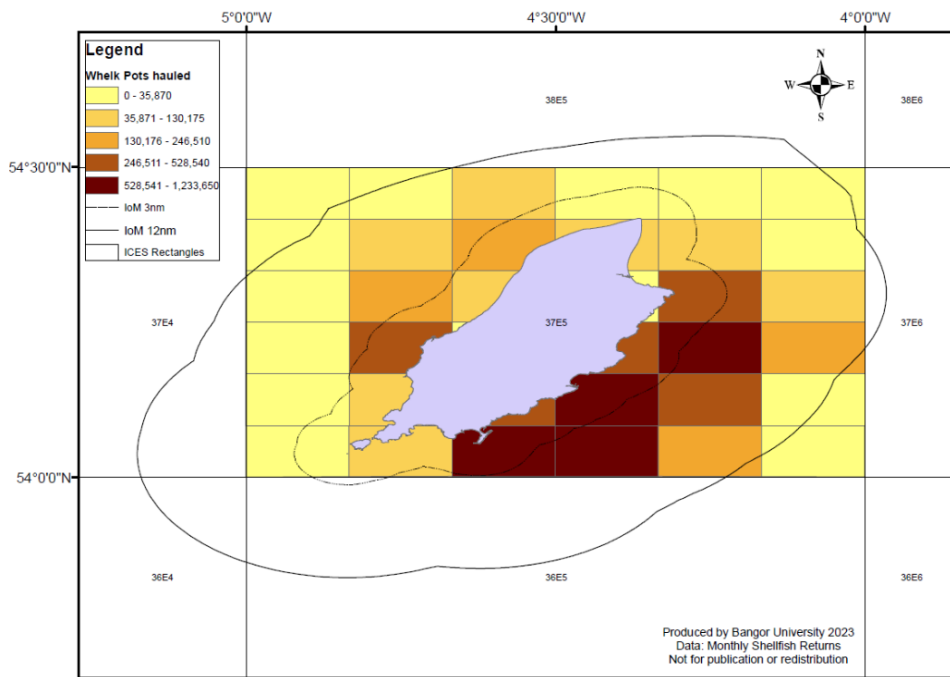 5°0'0"W
4°30'0"W
4°0'0"W
Legend
Whelk Pots hauled
0 - 35,870
35,871 - 130,175
130,176 - 246,510
246,511 - 528,540
528,541 - 1,233,650
IoM 3nm
IoM 12nm
ICES Rectangles
N
W E
S
38E5
38E6
54°30'0"N
37E4
37E5
37E6
54°0'0"N
36E4
36E5
36E6
Produced by Bangor University 2023
Data: Monthly Shellfish Returns
Not for publication or redistribution